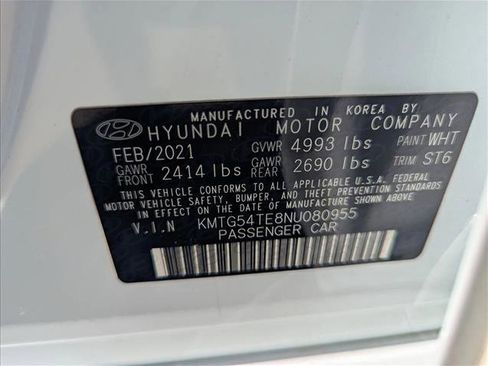 MANUFACTURED IN KOREA BY
HYUNDAI MOTOR COMPANY
FEB/2021 GVWR 4993 lbs PAINT WHT
GAWR FRONT 2414 lbs GAWR REAR 2690 lbs TRIM ST6
THIS VEHICLE CONFORMS TO ALL APPLICABLE U.S.A. FEDERAL
MOTOR VEHICLE SAFETY, BUMPER, AND THEFT PREVENTION STANDARDS
IN EFFECT ON THE DATE OF MANUFACTURE SHOWN ABOVE.
V.I.N KMTG54TE8NU080955
PASSENGER CAR